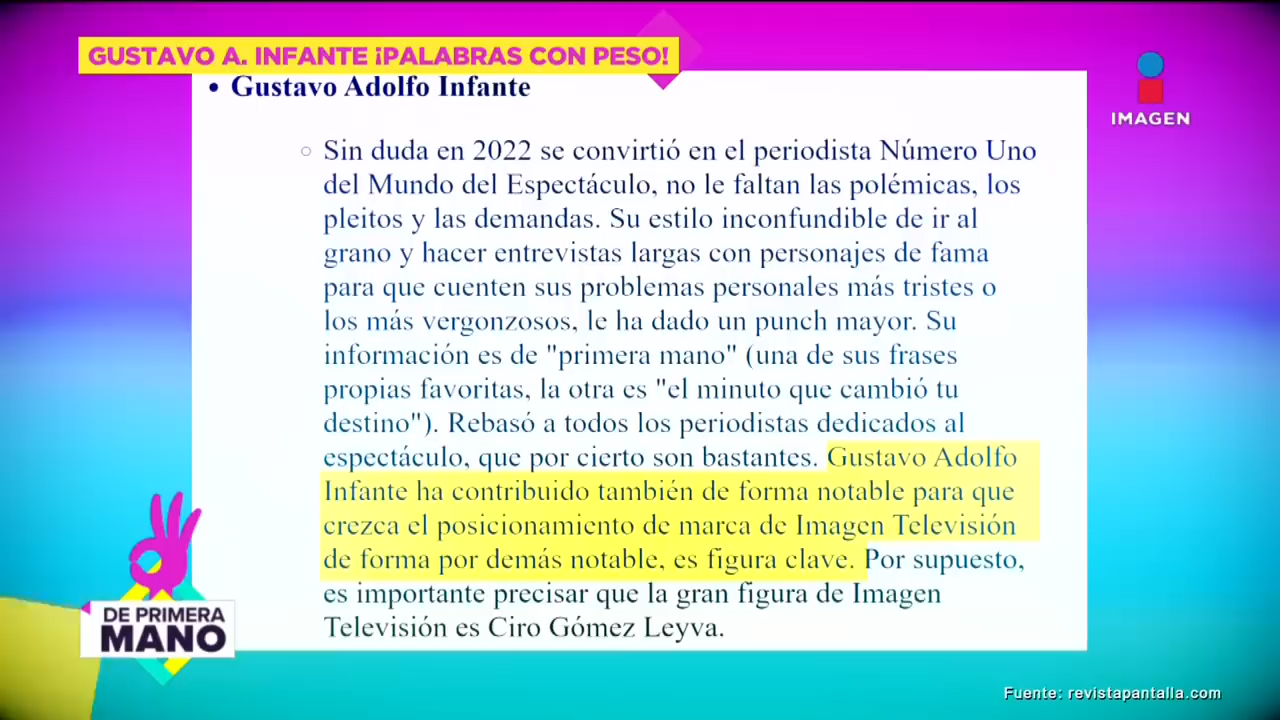 GUSTAVO A. INFANTE ¡PALABRAS CON PESO!
IMAGEN
• Gustavo Adolfo Infante
○ Sin duda en 2022 se convirtió en el periodista Número Uno
del Mundo del Espectáculo, no le faltan las polémicas, los
pleitos y las demandas. Su estilo inconfundible de ir al
grano y hacer entrevistas largas con personajes de fama
para que cuenten sus problemas personales más tristes o
los más vergonzosos, le ha dado un punch mayor. Su
información es de "primera mano" (una de sus frases
propias favoritas, la otra es "el minuto que cambió tu
destino"). Rebasó a todos los periodistas dedicados al
espectáculo, que por cierto son bastantes. Gustavo Adolfo
Infante ha contribuido también de forma notable para que
crezca el posicionamiento de marca de Imagen Televisión
de forma por demás notable, es figura clave. Por supuesto,
es importante precisar que la gran figura de Imagen
Televisión es Ciro Gómez Leyva.
DE PRIMERA
MANO
Fuente: revistapantalla.com